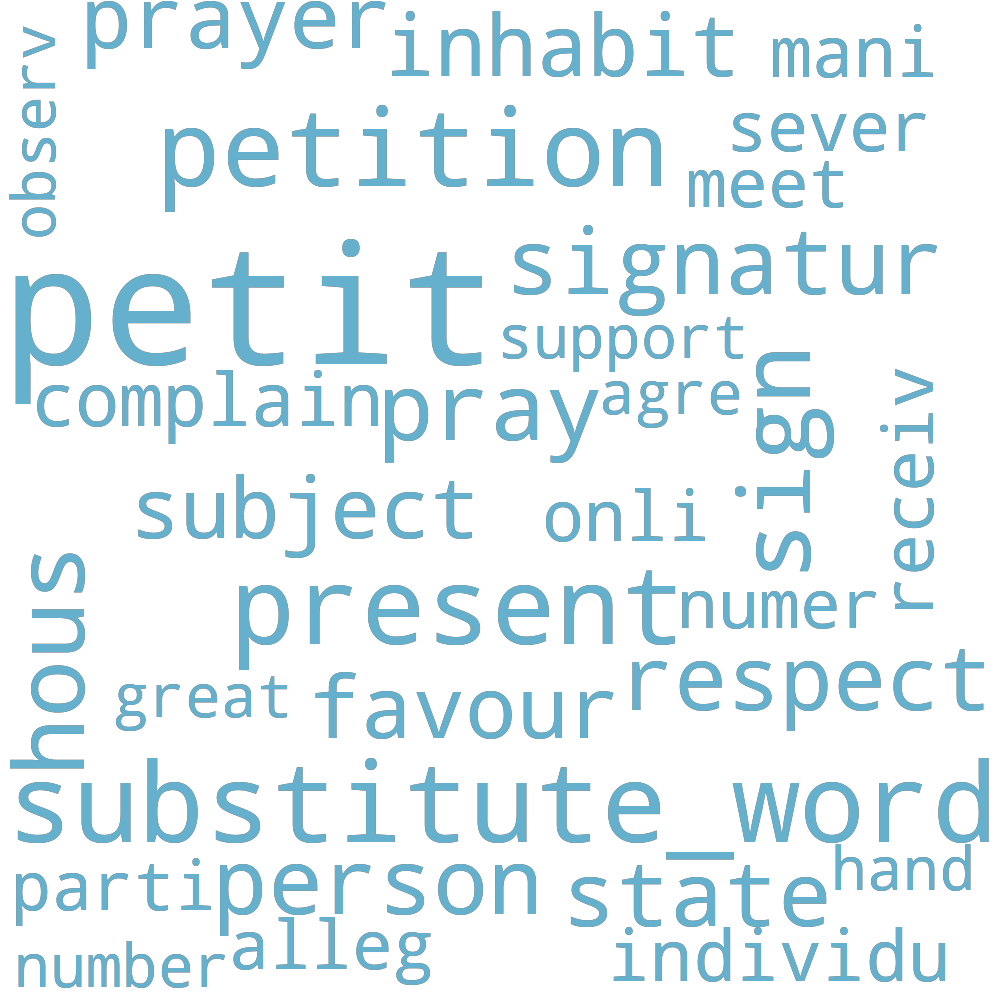 prayer
inhabit
mani
observ
petition
sever
meet
petit
signatur
support
complain
pray
agre
sign
receiv
subject
onli
hous
present
numer
great
favour
respect
substitute_word
parti
person
state
hand
number
alleg
individu